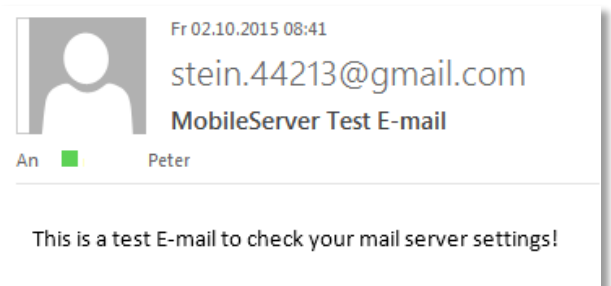 Fr 02.10.2015 08:41
stein.44213@gmail.com
MobileServer Test E-mail
An Peter
This is a test E-mail to check your mail server settings!